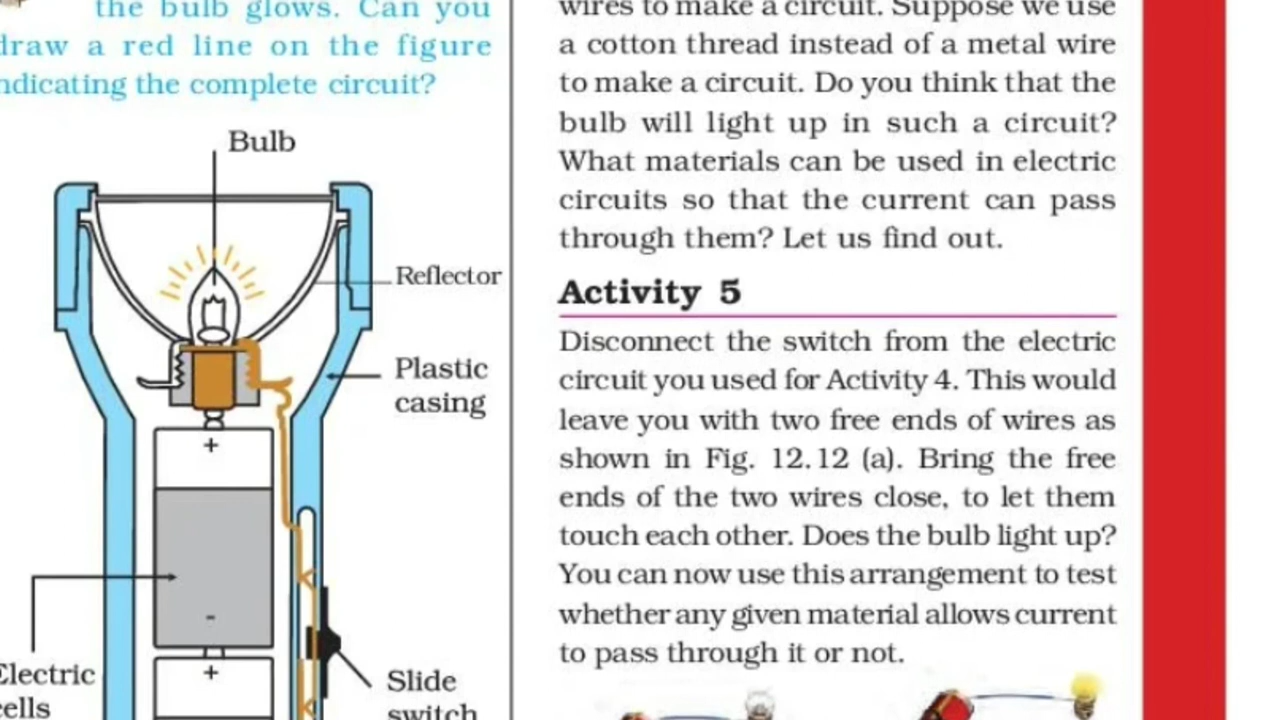 the bulb glows. Can you
draw a red line on the figure
indicating the complete circuit?
Bulb
Reflector
Plastic
casing
+
-
+
Electric
cells
Slide
switch
wires to make a circuit. Suppose we use
a cotton thread instead of a metal wire
to make a circuit. Do you think that the
bulb will light up in such a circuit?
What materials can be used in electric
circuits so that the current can pass
through them? Let us find out.
Activity 5
Disconnect the switch from the electric
circuit you used for Activity 4. This would
leave you with two free ends of wires as
shown in Fig. 12.12 (a). Bring the free
ends of the two wires close, to let them
touch each other. Does the bulb light up?
You can now use this arrangement to test
whether any given material allows current
to pass through it or not.